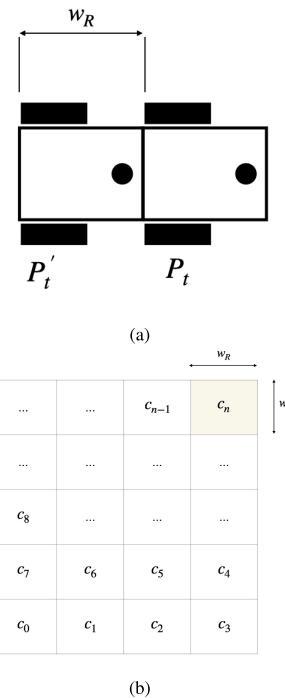 w_R
P_t' P_t
(a)
w_R
... ... c_{n-1} c_n w
... ... ... ...
c_8 ... ... ...
c_7 c_6 c_5 c_4
c_0 c_1 c_2 c_3
(b)